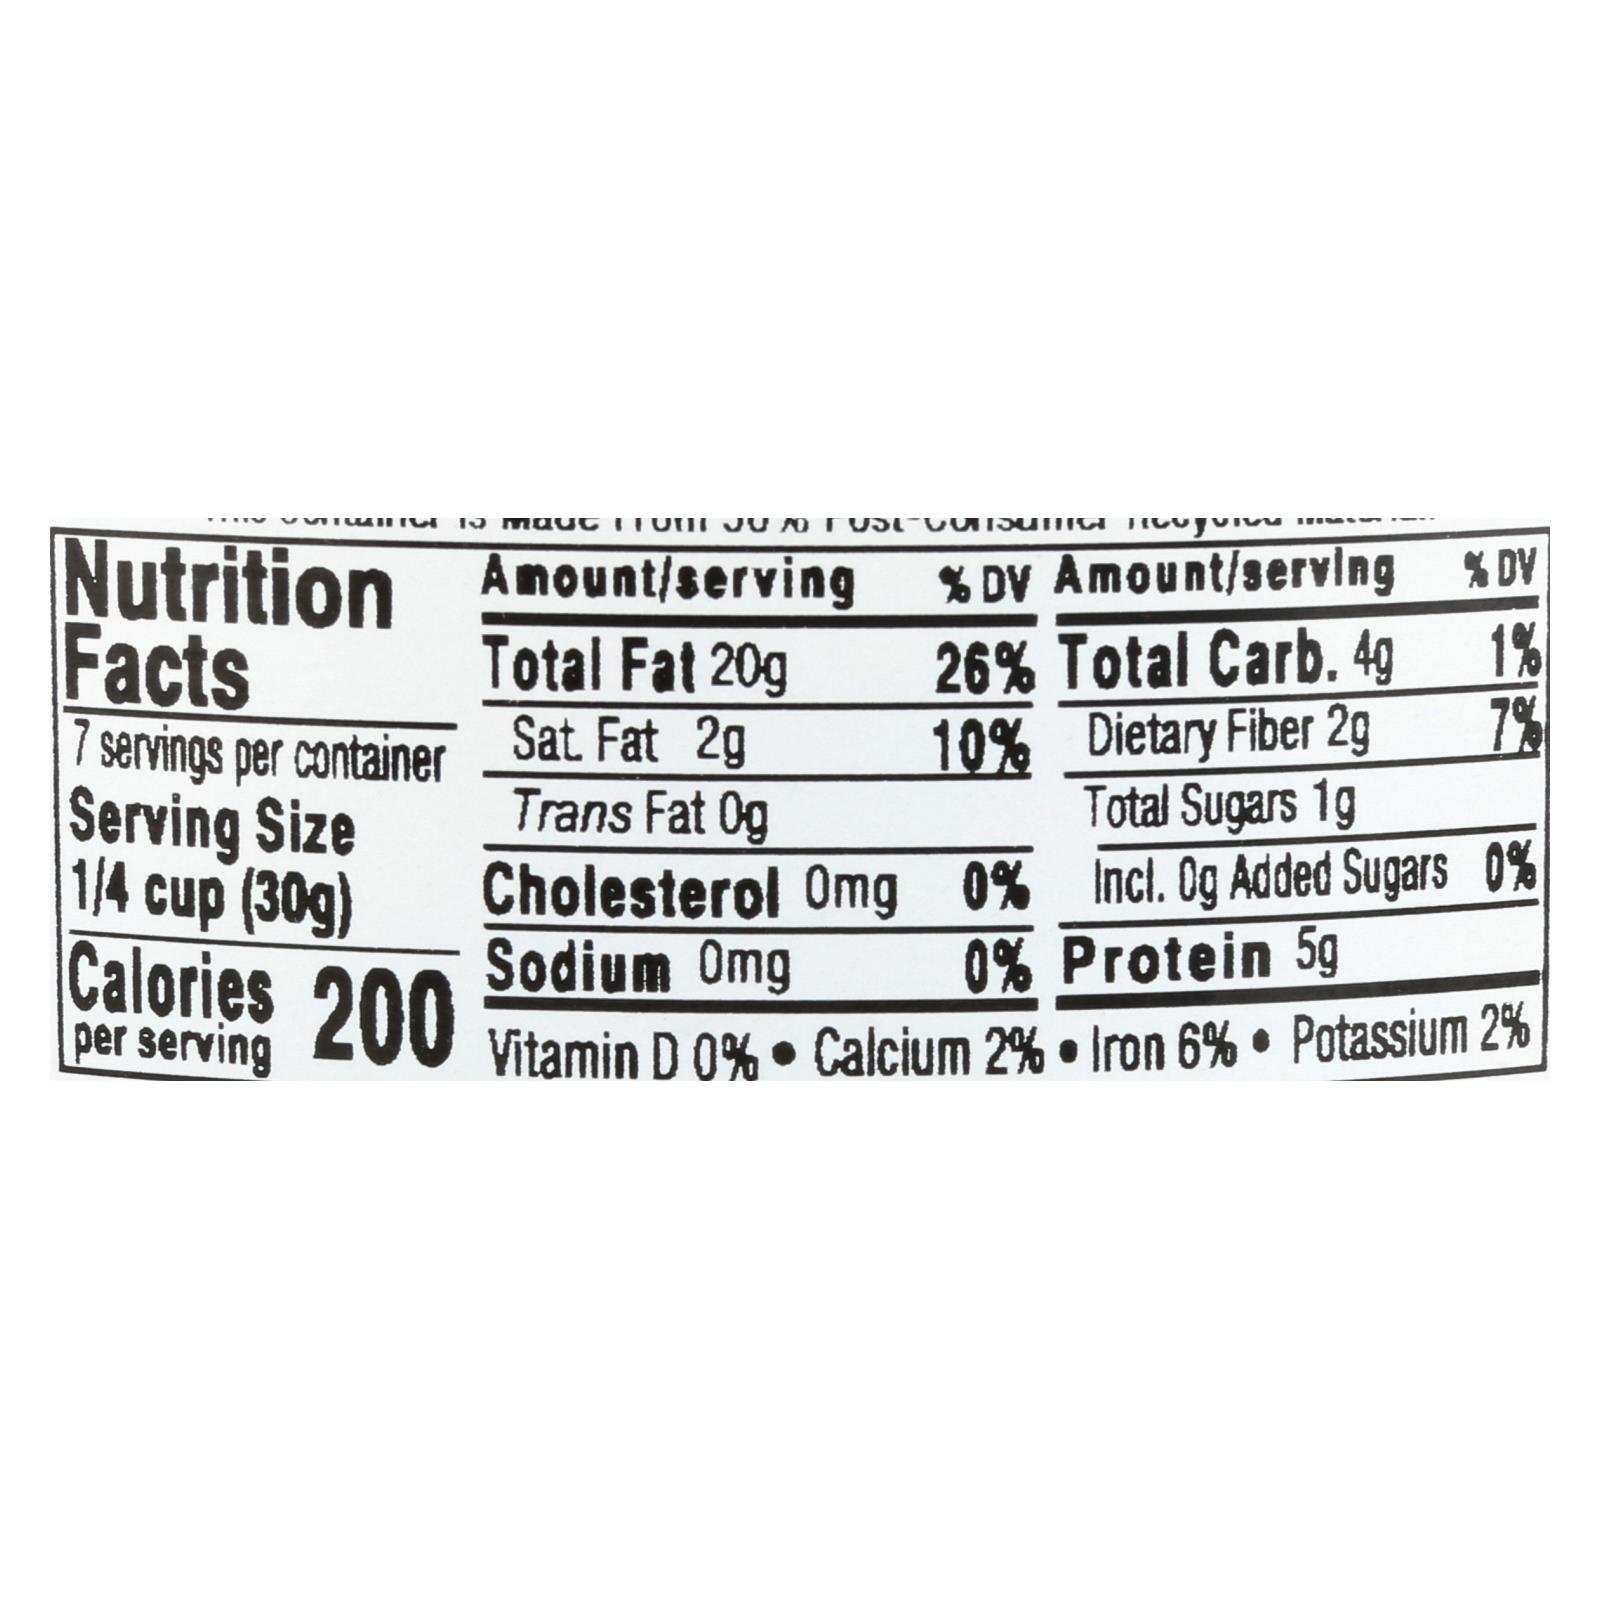 Nutrition
Facts
7 servings per container
Serving Size
1/4 cup (30g)
Calories 200
per serving
Amount/serving % DV
Total Fat 20g 26%
Sat. Fat 2g 10%
Trans Fat 0g
Cholesterol 0mg 0%
Sodium 0mg 0%
Amount/serving % DV
Total Carb. 4g 1%
Dietary Fiber 2g 7%
Total Sugars 1g
Incl. 0g Added Sugars 0%
Protein 5g
Vitamin D 0% • Calcium 2% • Iron 6% • Potassium 2%